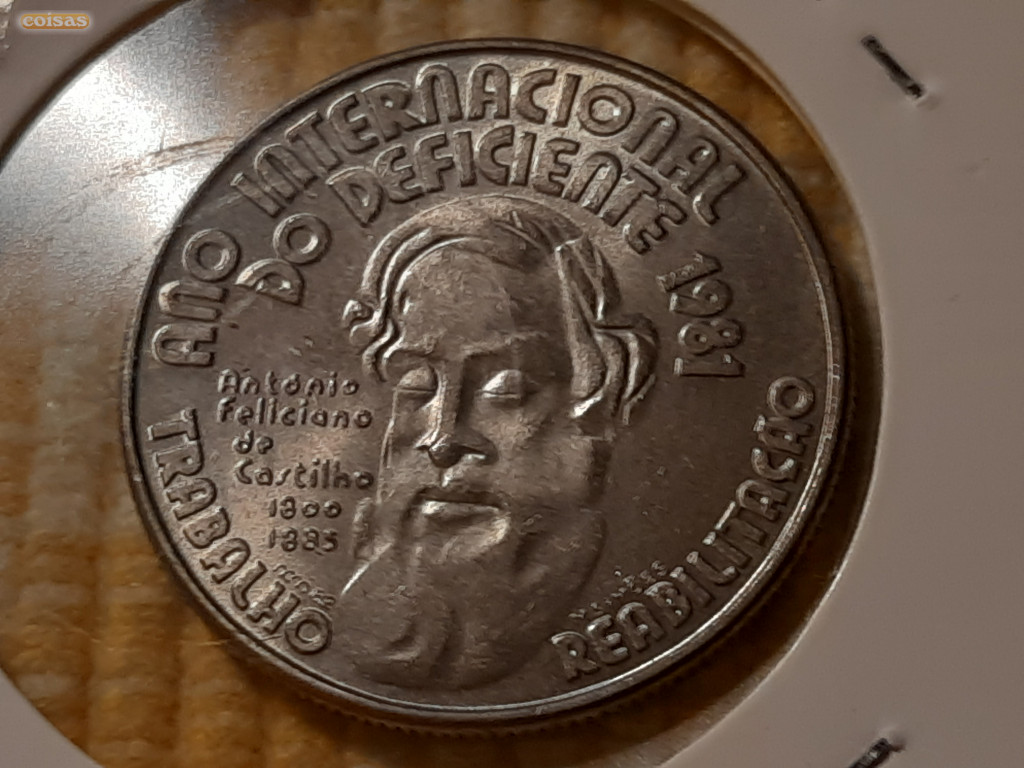 coisas
ANO INTERNACIONAL
DO DEFICIENTE 1981
António
Feliciano
de
Castilho
1800
1885
TRABALHO
REABILITAÇÃO